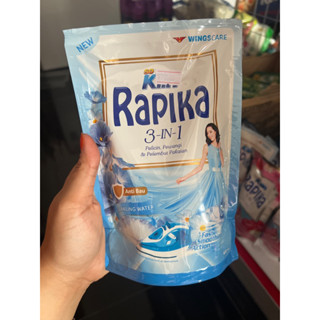 NEW
WINGSCARE
Rapika
3-IN-1
Pelicin, Pewangi
& Pelembut Pakaian
Anti Bau